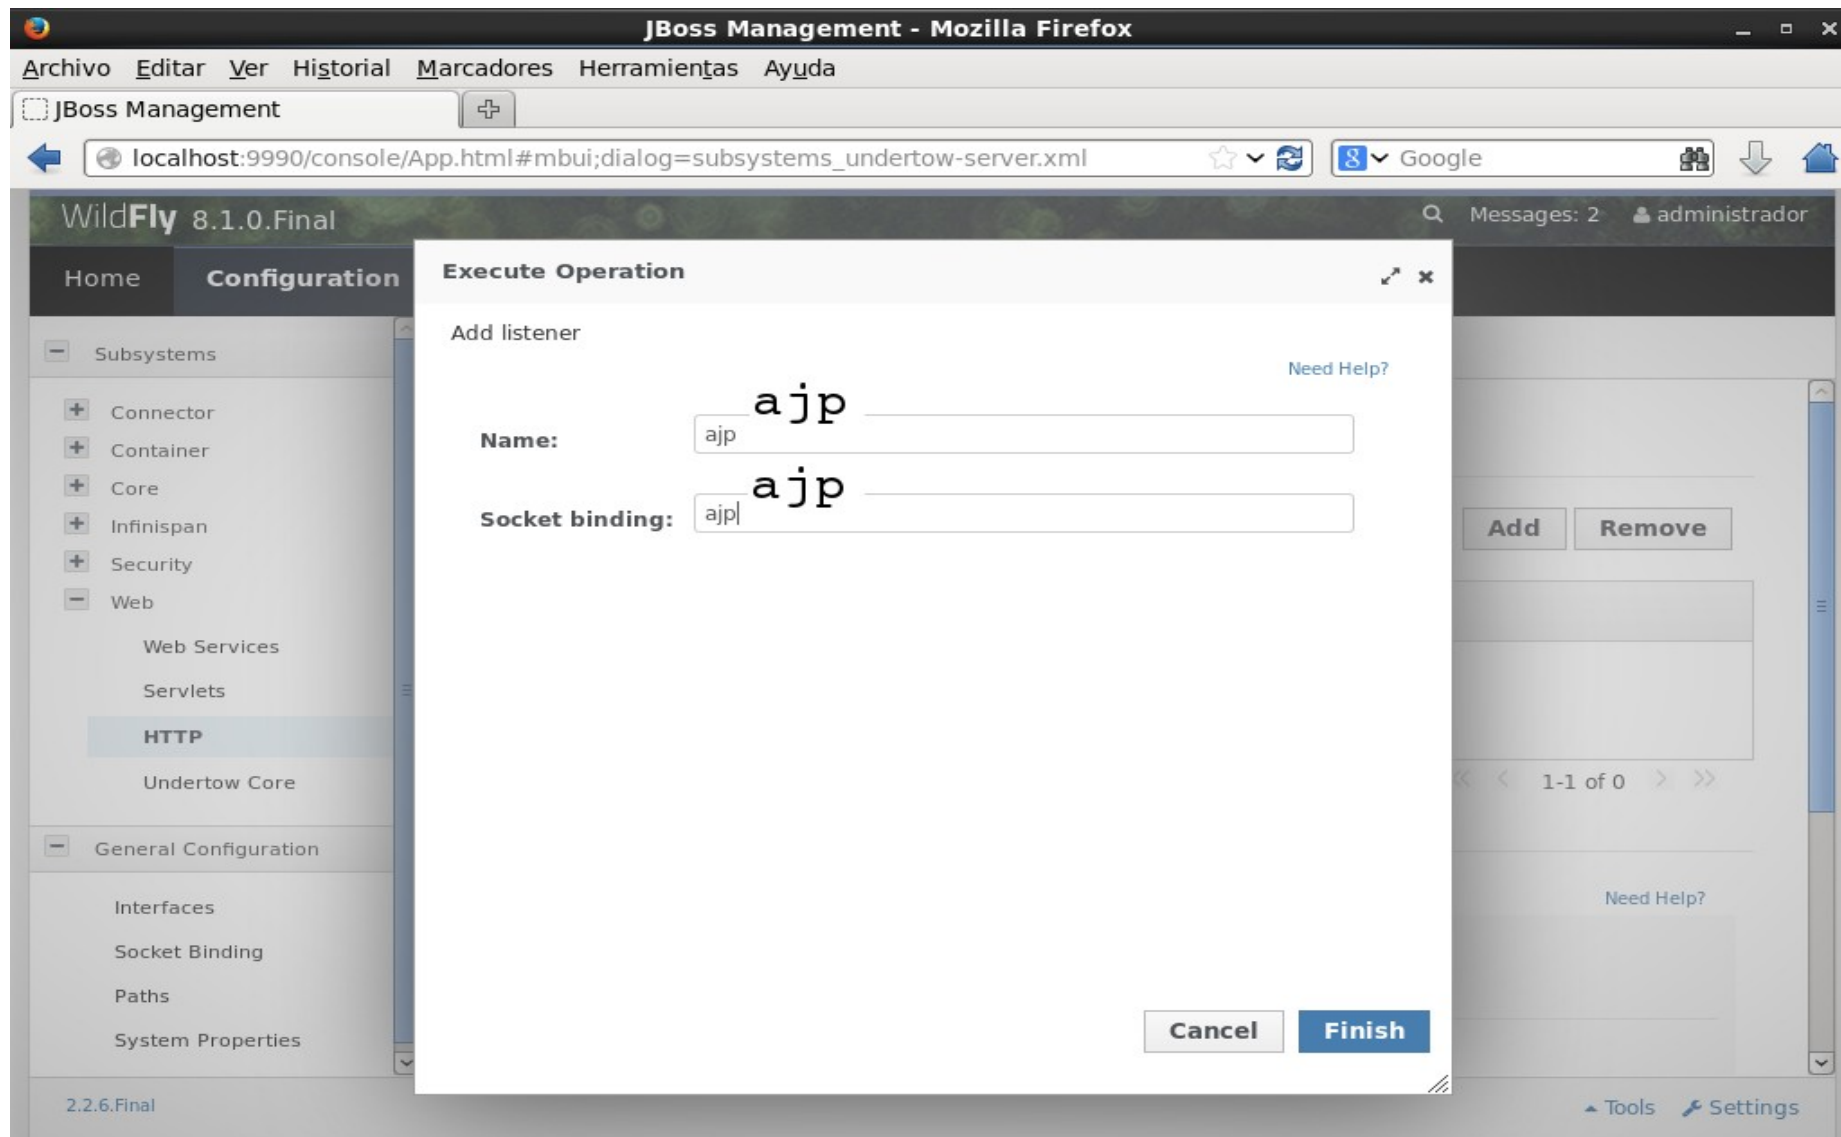 JBoss Management - Mozilla Firefox
Archivo Editar Ver Historial Marcadores Herramientas Ayuda
JBoss Management
localhost:9990/console/App.html#mbui;dialog=subsystems_undertow-server.xml
8 Google
WildFly 8.1.0.Final
Messages: 2 administrador
Home Configuration
Execute Operation
Add listener
Need Help?
ajp
Name: ajp
ajp
Socket binding: ajp
Subsystems
Connector
Container
Core
Infinispan
Security
Web
Web Services
Servlets
HTTP
Undertow Core
General Configuration
Interfaces
Socket Binding
Paths
System Properties
Add Remove
1-1 of 0
Need Help?
Cancel Finish
2.2.6.Final
Tools Settings